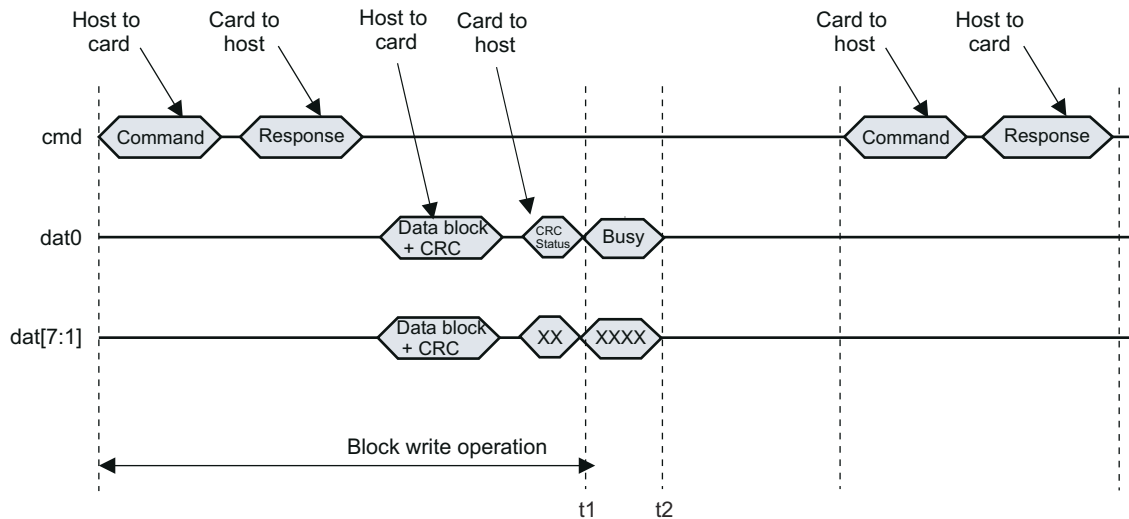 Host to
card
Card to
host
Host to
card
Card to
host
Card to
host
Host to
card
cmd
Command
Response
Command
Response
dat0
Data block
+ CRC
CRC
Status
Busy
dat[7:1]
Data block
+ CRC
XX
XXXX
Block write operation
t1
t2